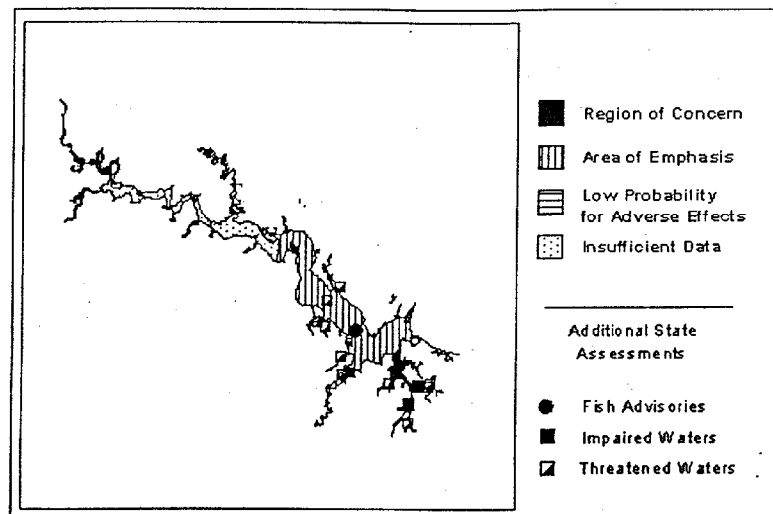 Region of Concern
Area of Emphasis
Low Probability
for Adverse Effects
Insufficient Data
Additional State
Assessments
Fish Advisories
Impaired Waters
Threatened Waters